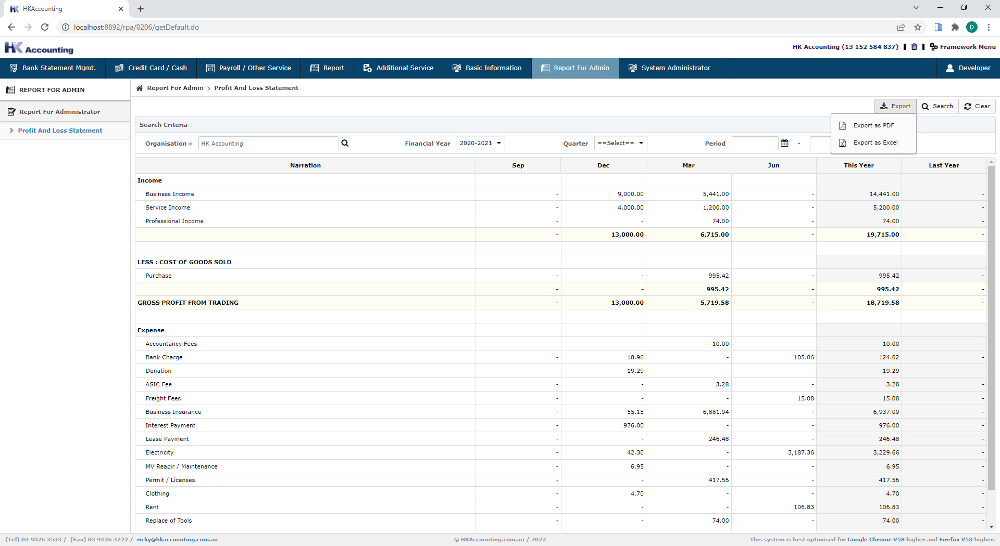 HKAccounting
localhost:8892/rpa/0206/getDefault.do
D
HK Accounting
HK Accounting (13 152 584 837)
Framework Menu
Bank Statement Mgmt.
Credit Card / Cash
Payroll / Other Service
Report
Additional Service
Basic Information
Report For Admin
System Administrator
Developer
REPORT FOR ADMIN
Report For Administrator
Profit And Loss Statement
Report For Admin > Profit And Loss Statement
Export
Search
Clear
Export as PDF
Export as Excel
Search Criteria
Organisation * HK Accounting Financial Year 2020-2021 Quarter ==Select== Period -
Narration Sep Dec Mar Jun This Year Last Year
Income
Business Income - 9,000.00 5,441.00 - 14,441.00 -
Service Income - 4,000.00 1,200.00 - 5,200.00 -
Professional Income - - 74.00 - 74.00 -
- 13,000.00 6,715.00 - 19,715.00 -
LESS : COST OF GOODS SOLD
Purchase - - 995.42 - 995.42 -
- - 995.42 - 995.42 -
GROSS PROFIT FROM TRADING - 13,000.00 5,719.58 - 18,719.58 -
Expense
Accountancy Fees - - 10.00 - 10.00 -
Bank Charge - 18.96 - 105.06 124.02 -
Donation - 19.29 - - 19.29 -
ASIC Fee - - 3.28 - 3.28 -
Freight Fees - - - 15.08 15.08 -
Business Insurance - 55.15 6,881.94 - 6,937.09 -
Interest Payment - 976.00 - - 976.00 -
Lease Payment - - 246.48 - 246.48 -
Electricity - 42.30 - 3,187.36 3,229.66 -
MV Reapir / Maintenance - 6.95 - - 6.95 -
Permit / Licenses - - 417.56 - 417.56 -
Clothing - 4.70 - - 4.70 -
Rent - - - 106.83 106.83 -
Replace of Tools - - 74.00 - 74.00 -
(Tel) 03 9326 3533 / (Fax) 03 9326 3722 / ricky@hkaccounting.com.au
© HKAccounting.com.au / 2022
This system is best optimised for Google Chrome V58 higher and Firefox V53 higher.